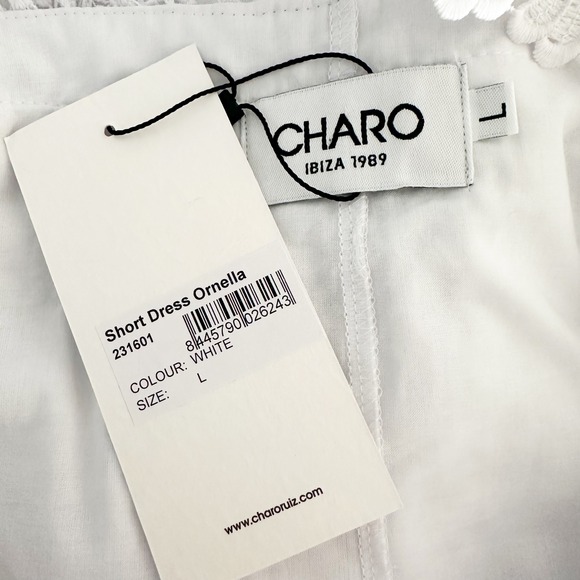 CHARO
IBIZA 1989
L
Short Dress Ornella
231601
8445790026243
COLOUR: WHITE
SIZE: L
www.charoruiz.com